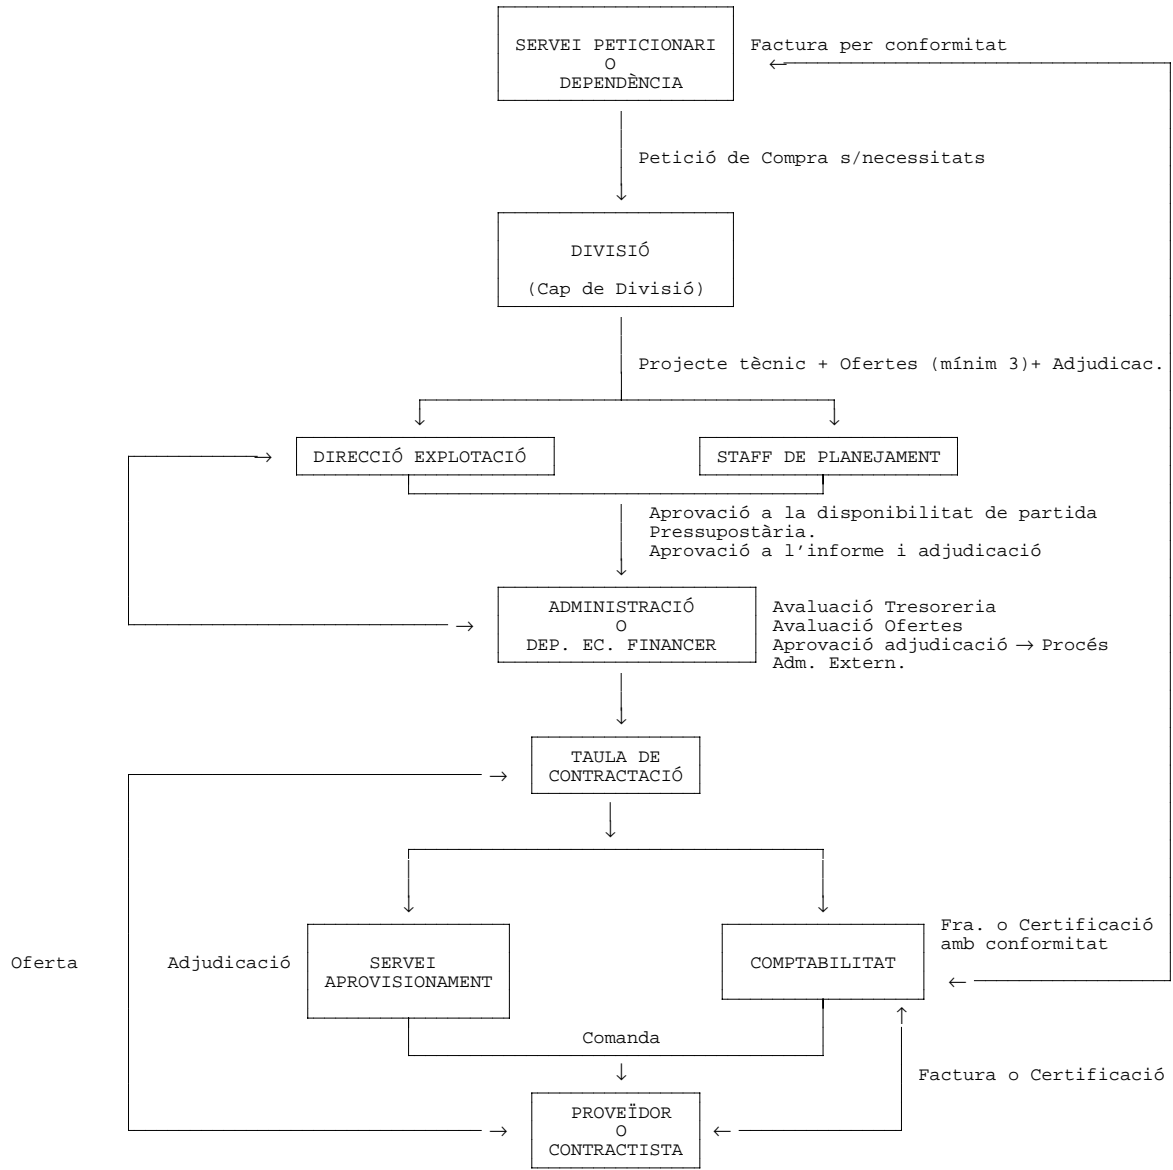 SERVEI PETICIONARI
O
DEPENDÈNCIA
Factura per conformitat
Petició de Compra s/necessitats
DIVISIÓ
(Cap de Divisió)
Projecte tècnic + Ofertes (mínim 3)+ Adjudicac.
DIRECCIÓ EXPLOTACIÓ
STAFF DE PLANEJAMENT
Aprovació a la disponibilitat de partida
Pressupostària.
Aprovació a l'informe i adjudicació
ADMINISTRACIÓ
O
DEP. EC. FINANCER
Avaluació Tresoreria
Avaluació Ofertes
Aprovació adjudicació → Procés
Adm. Extern.
TAULA DE
CONTRACTACIÓ
Oferta
Adjudicació
SERVEI
APROVISIONAMENT
COMPTABILITAT
Fra. o Certificació
amb conformitat
Comanda
Factura o Certificació
PROVEÏDOR
O
CONTRACTISTA